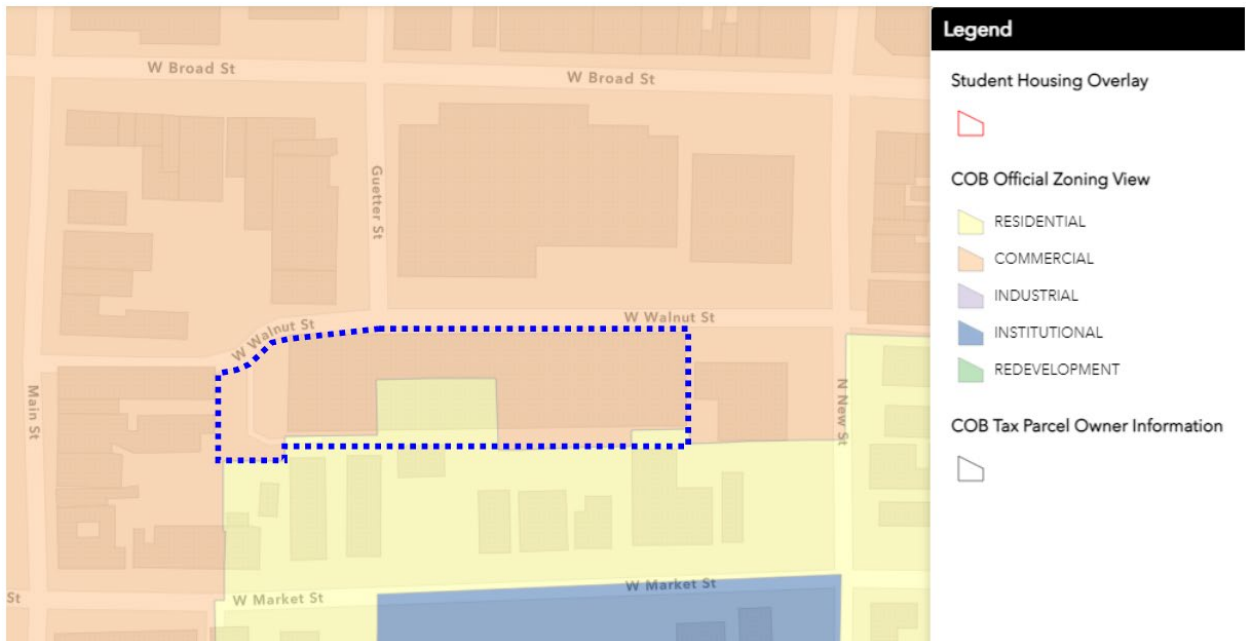 W Broad St
W Broad St
Guetter St
W Walnut St
W Walnut St
Main St
N New St
W Market St
W Market St
St
Legend
Student Housing Overlay
COB Official Zoning View
RESIDENTIAL
COMMERCIAL
INDUSTRIAL
INSTITUTIONAL
REDEVELOPMENT
COB Tax Parcel Owner Information